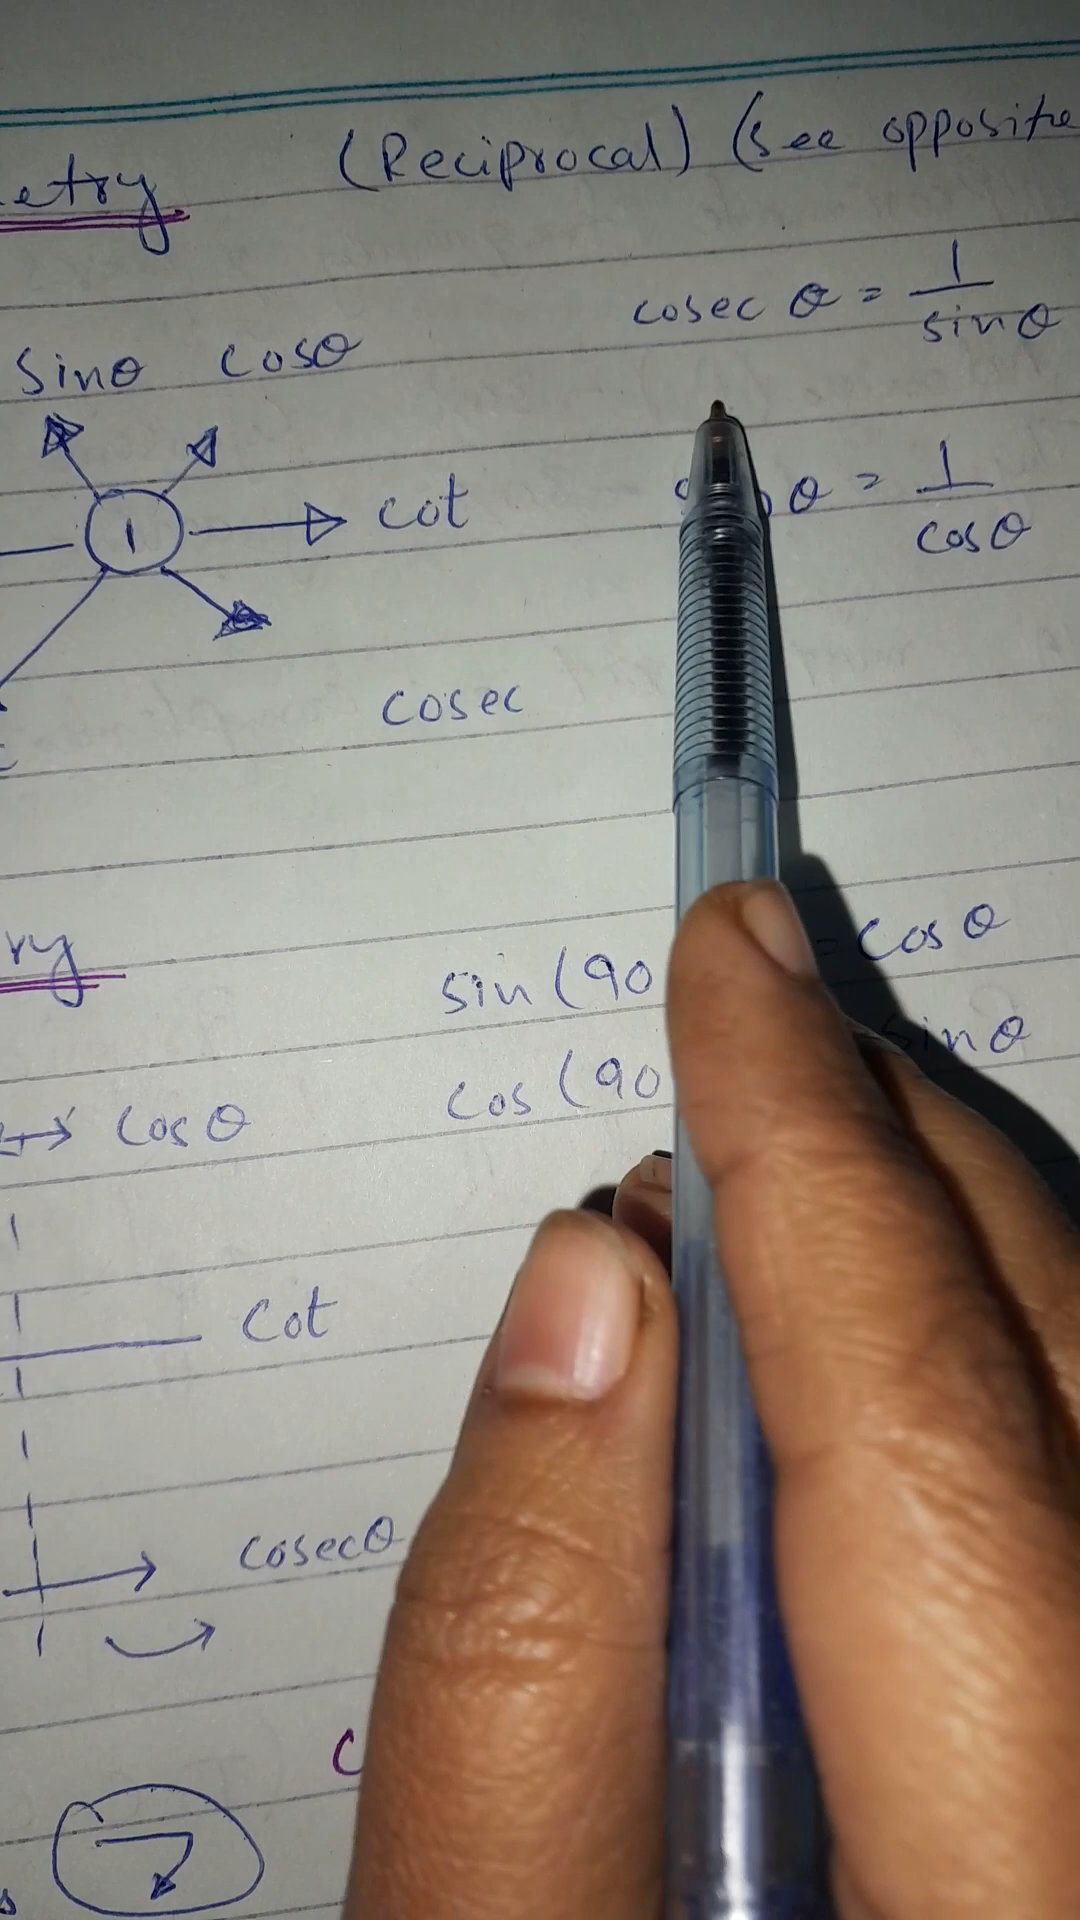 etry (Reciprocal) (see opposite
cosec θ = 1/sinθ
sinθ cosθ
θ = 1/cosθ
1 cot
cosec
ry
sin (90 = cos θ
cos (90 sin θ
cos θ
cot
cosecθ